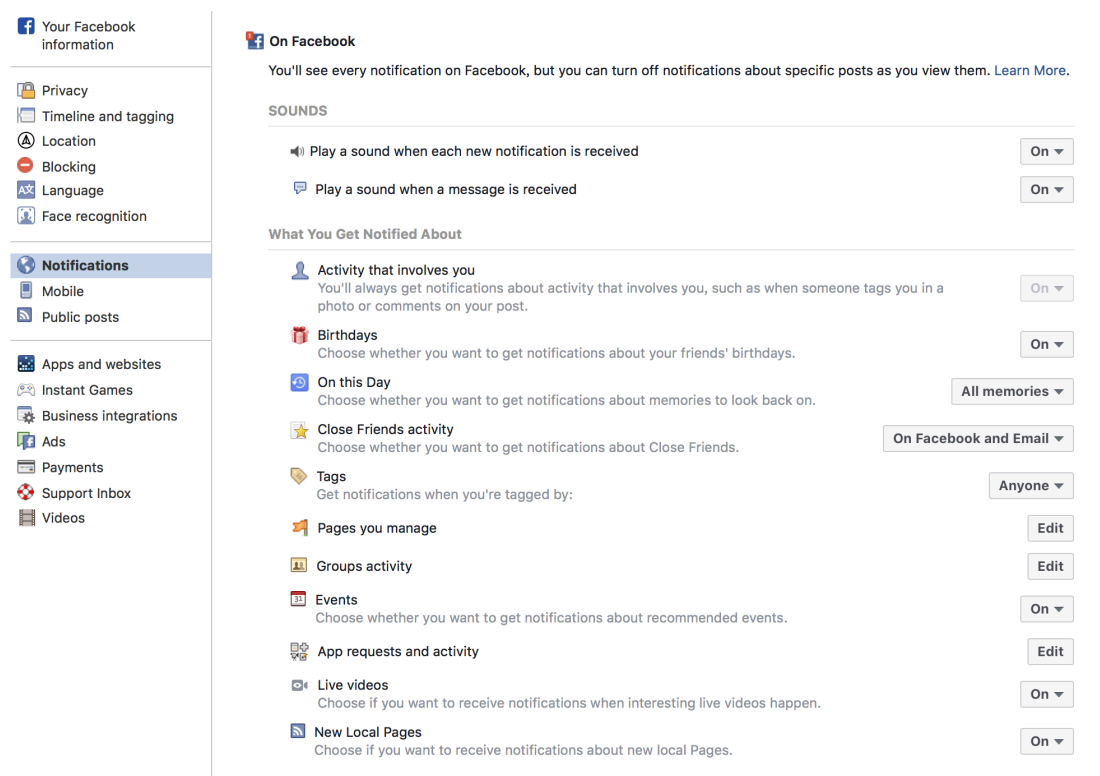 Your Facebook
information
Privacy
Timeline and tagging
Location
Blocking
Language
Face recognition
Notifications
Mobile
Public posts
Apps and websites
Instant Games
Business integrations
Ads
Payments
Support Inbox
Videos
On Facebook
You'll see every notification on Facebook, but you can turn off notifications about specific posts as you view them. Learn More.
SOUNDS
Play a sound when each new notification is received On
Play a sound when a message is received On
What You Get Notified About
Activity that involves you
You'll always get notifications about activity that involves you, such as when someone tags you in a On
photo or comments on your post.
Birthdays
Choose whether you want to get notifications about your friends' birthdays. On
On this Day
Choose whether you want to get notifications about memories to look back on. All memories
Close Friends activity
Choose whether you want to get notifications about Close Friends. On Facebook and Email
Tags
Get notifications when you're tagged by: Anyone
Pages you manage Edit
Groups activity Edit
31 Events
Choose whether you want to get notifications about recommended events. On
App requests and activity Edit
Live videos
Choose if you want to receive notifications when interesting live videos happen. On
New Local Pages
Choose if you want to receive notifications about new local Pages. On